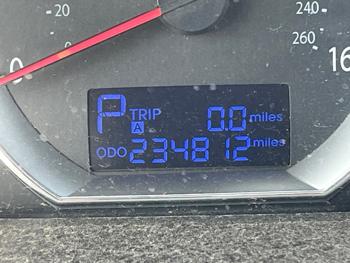 20 240
0 260 16
P TRIP 0.0 miles
A
ODO 234812 miles